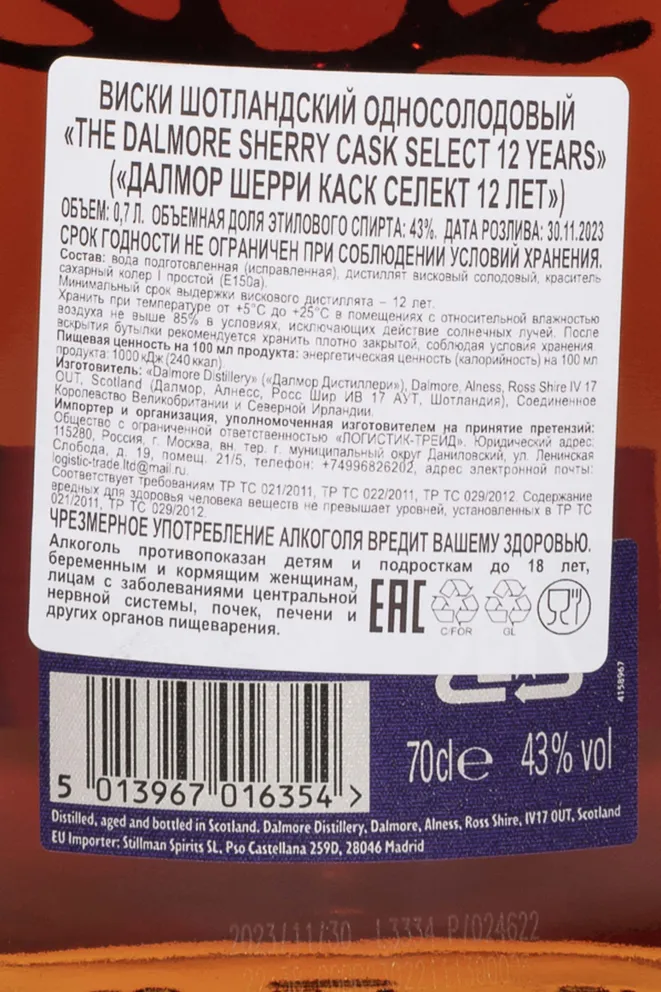 ВИСКИ ШОТЛАНДСКИЙ ОДНОСОЛОДОВЫЙ
«THE DALMORE SHERRY CASK SELECT 12 YEARS»
(«ДАЛМОР ШЕРРИ КАСК СЕЛЕКТ 12 ЛЕТ»)
ОБЪЕМ: 0,7 Л. ОБЪЕМНАЯ ДОЛЯ ЭТИЛОВОГО СПИРТА: 43%. ДАТА РОЗЛИВА: 30.11.2023
СРОК ГОДНОСТИ НЕ ОГРАНИЧЕН ПРИ СОБЛЮДЕНИИ УСЛОВИЙ ХРАНЕНИЯ.
Состав: вода подготовленная (исправленная), дистиллят висковый солодовый, краситель
сахарный колер I простой (Е150а).
Минимальный срок выдержки вискового дистиллята – 12 лет.
Хранить при температуре от +5°С до +25°С в помещениях с относительной влажностью
воздуха не выше 85% в условиях, исключающих действие солнечных лучей. После
вскрытия бутылки рекомендуется хранить плотно закрытой, соблюдая условия хранения.
Пищевая ценность на 100 мл продукта: энергетическая ценность (калорийность) на 100 мл
продукта: 1000 кДж (240 ккал).
Изготовитель: «Dalmore Distillery» («Далмор Дистиллери»), Dalmore, Alness, Ross Shire IV 17
OUT, Scotland (Далмор, Алнесс, Росс Шир ИВ 17 АУТ, Шотландия), Соединенное
Королевство Великобритании и Северной Ирландии.
Импортер и организация, уполномоченная изготовителем на принятие претензий:
Общество с ограниченной ответственностью «ЛОГИСТИК-ТРЕЙД». Юридический адрес:
115280, Россия, г. Москва, вн. тер. г. муниципальный округ Даниловский, ул. Ленинская
Слобода, д. 19, помещ. 21/5, телефон: +74996826202, адрес электронной почты:
logistic-trade.ltd@mail.ru.
Соответствует требованиям ТР ТС 021/2011, ТР ТС 022/2011, ТР ТС 029/2012. Содержание
вредных для здоровья человека веществ не превышает уровней, установленных в ТР ТС
021/2011, ТР ТС 029/2012.
ЧРЕЗМЕРНОЕ УПОТРЕБЛЕНИЕ АЛКОГОЛЯ ВРЕДИТ ВАШЕМУ ЗДОРОВЬЮ.
Алкоголь противопоказан детям и подросткам до 18 лет,
беременным и кормящим женщинам,
лицам с заболеваниями центральной
нервной системы, почек, печени и
других органов пищеварения.
EAC
C/FOR GL
4158967
70cl e 43% vol
5 013967 016354 >
Distilled, aged and bottled in Scotland. Dalmore Distillery, Dalmore, Alness, Ross Shire, IV17 0UT, Scotland
EU Importer: Stillman Spirits SL, Pso Castellana 259D, 28046 Madrid
2023/11/30 L3334 P/024622